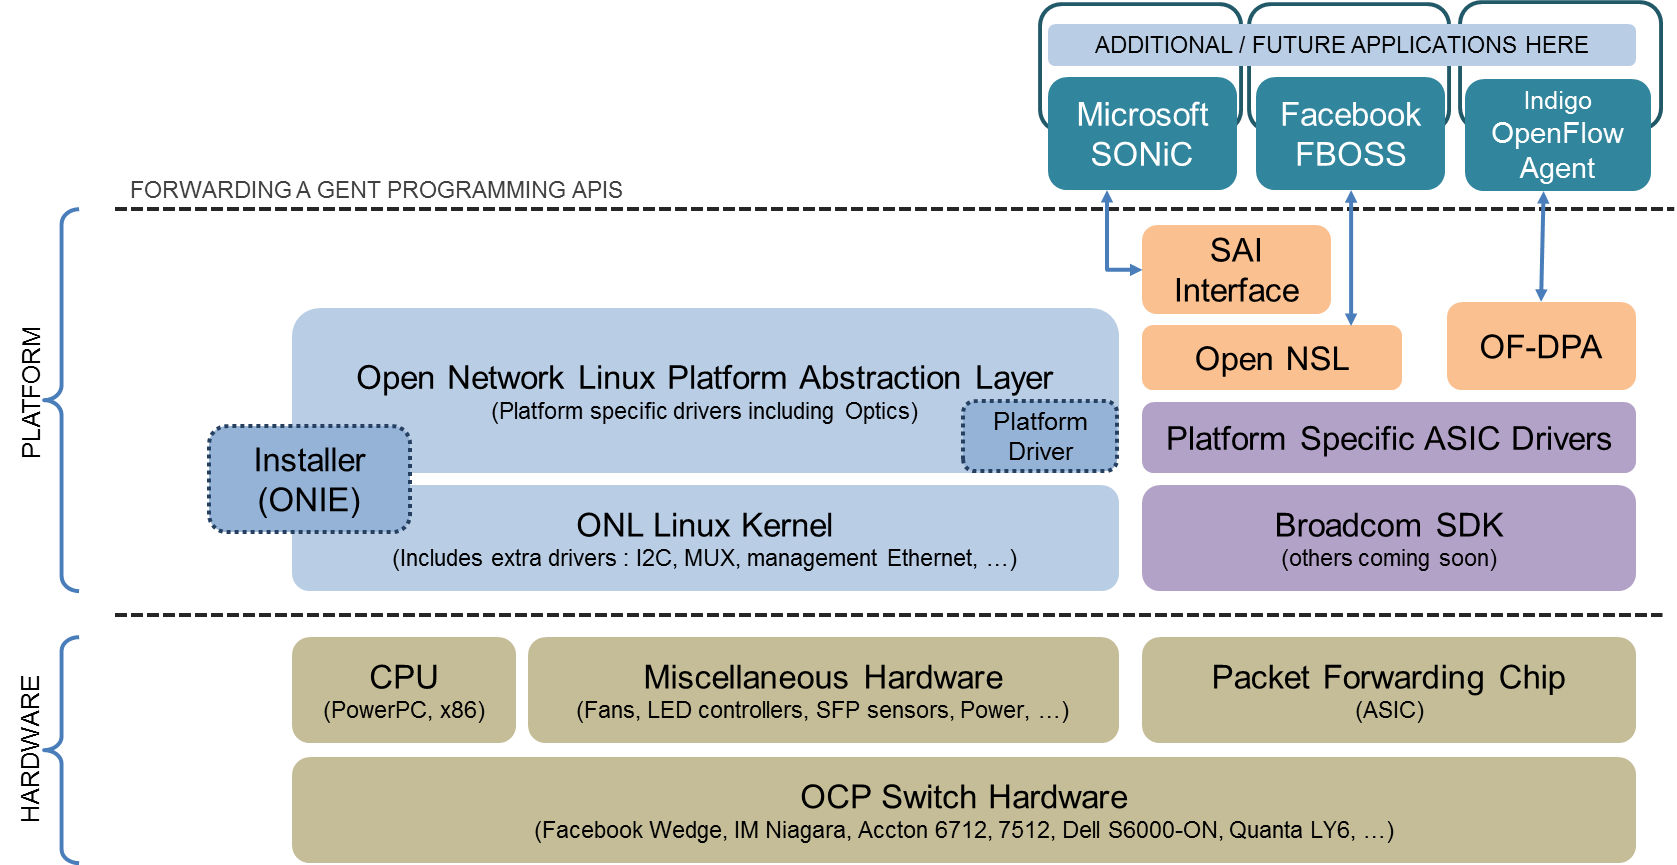 ADDITIONAL / FUTURE APPLICATIONS HERE
Microsoft
SONiC
Facebook
FBOSS
Indigo
OpenFlow
Agent
FORWARDING A GENT PROGRAMMING APIS
PLATFORM
SAI
Interface
Open NSL
OF-DPA
Open Network Linux Platform Abstraction Layer
(Platform specific drivers including Optics)
Platform
Driver
Platform Specific ASIC Drivers
Installer
(ONIE)
ONL Linux Kernel
(Includes extra drivers : I2C, MUX, management Ethernet, …)
Broadcom SDK
(others coming soon)
HARDWARE
CPU
(PowerPC, x86)
Miscellaneous Hardware
(Fans, LED controllers, SFP sensors, Power, …)
Packet Forwarding Chip
(ASIC)
OCP Switch Hardware
(Facebook Wedge, IM Niagara, Accton 6712, 7512, Dell S6000-ON, Quanta LY6, …)